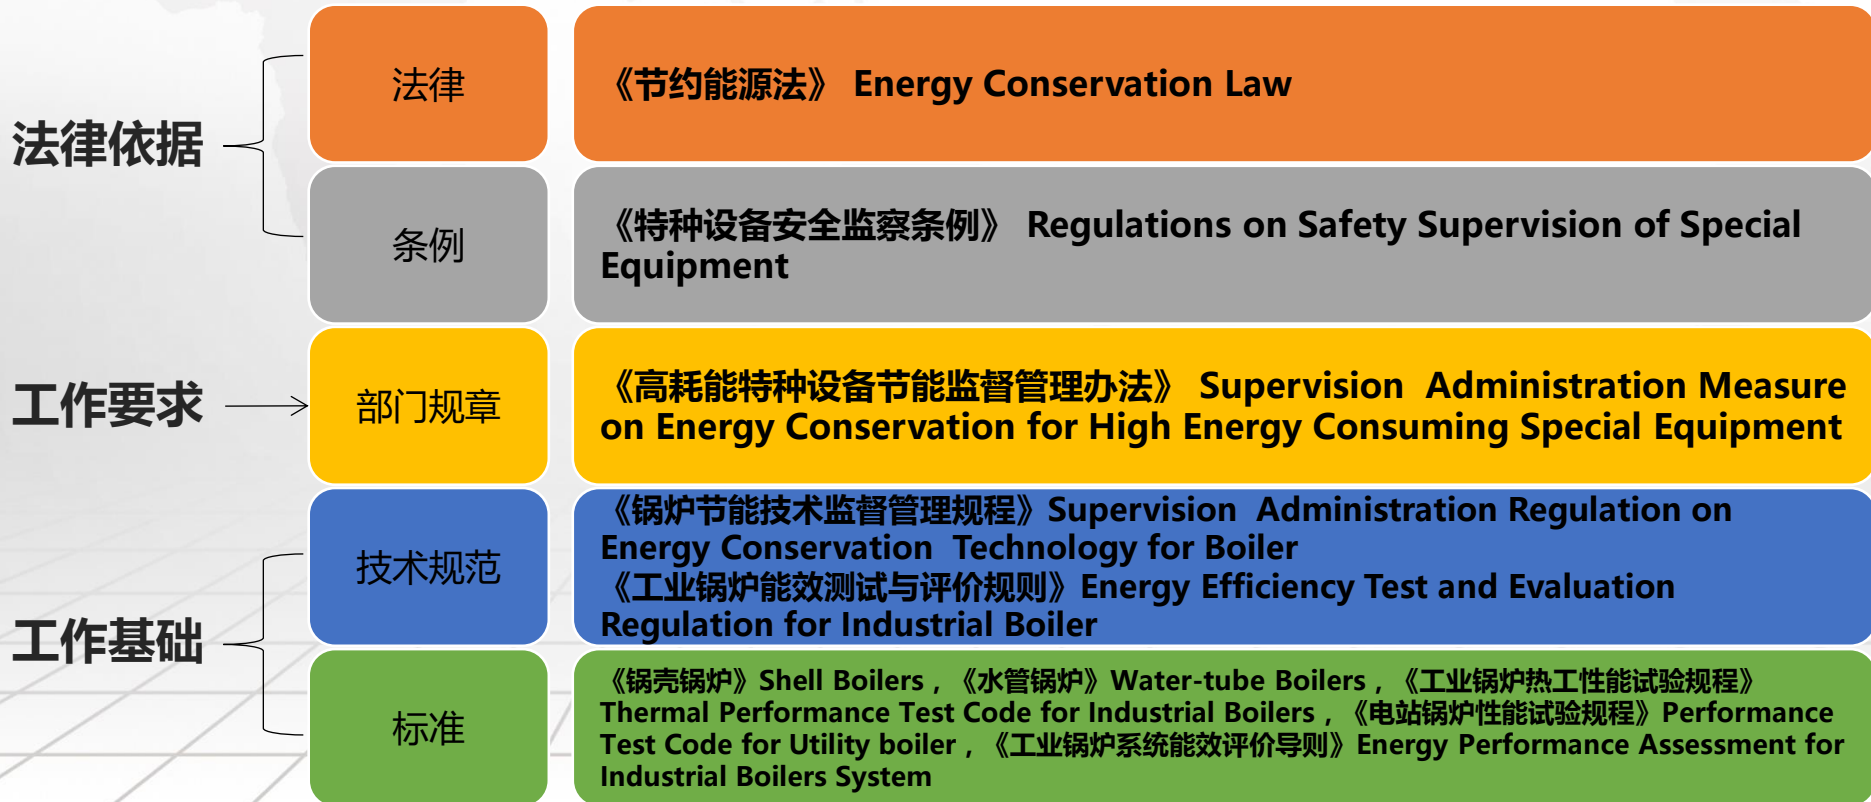 法律依据
法律
《节约能源法》 Energy Conservation Law
条例
《特种设备安全监察条例》 Regulations on Safety Supervision of Special
Equipment
工作要求
部门规章
《高耗能特种设备节能监督管理办法》 Supervision  Administration Measure
on Energy Conservation for High Energy Consuming Special Equipment
工作基础
技术规范
《锅炉节能技术监督管理规程》Supervision  Administration Regulation on
Energy Conservation  Technology for Boiler
《工业锅炉能效测试与评价规则》Energy Efficiency Test and Evaluation
Regulation for Industrial Boiler
标准
《锅壳锅炉》Shell Boilers，《水管锅炉》Water-tube Boilers，《工业锅炉热工性能试验规程》
Thermal Performance Test Code for Industrial Boilers，《电站锅炉性能试验规程》Performance
Test Code for Utility boiler，《工业锅炉系统能效评价导则》Energy Performance Assessment for
Industrial Boilers System